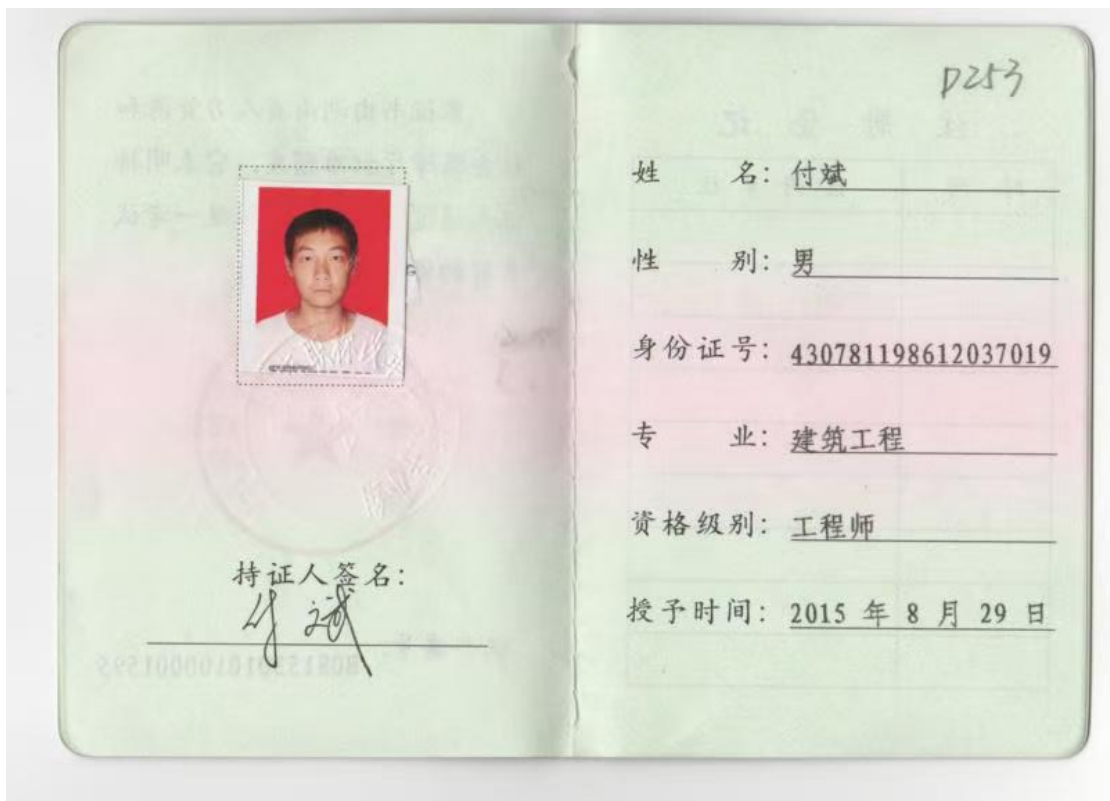 持证人签名:
付斌
D253
姓 名: 付斌
性 别: 男
身份证号: 430781198612037019
专 业: 建筑工程
资格级别: 工程师
授予时间: 2015 年 8 月 29 日